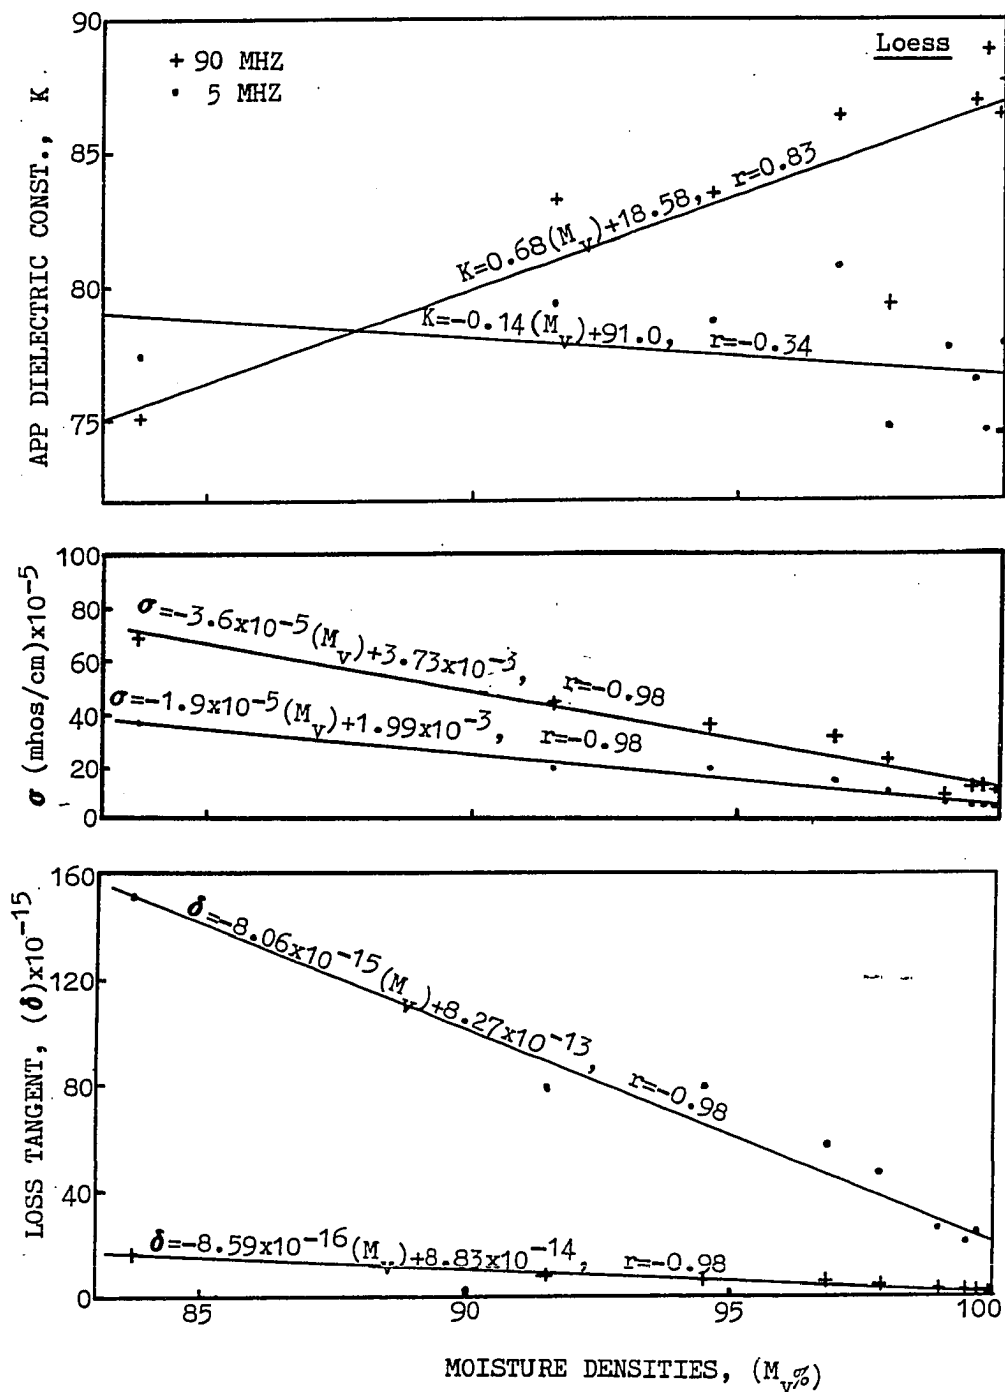 Loess
+ 90 MHZ
• 5 MHZ
APP DIELECTRIC CONST., K
90
85
80
75
K=0.68(Mv)+18.58, r=0.83
K=-0.14(Mv)+91.0, r=-0.34
σ (mhos/cm)x10-5
100
80
60
40
20
0
σ=-3.6x10-5(Mv)+3.73x10-3, r=-0.98
σ=-1.9x10-5(Mv)+1.99x10-3, r=-0.98
LOSS TANGENT, (δ)x10-15
160
120
80
40
0
δ=-8.06x10-15(Mv)+8.27x10-13, r=-0.98
δ=-8.59x10-16(Mv)+8.83x10-14, r=-0.98
85 90 95 100
MOISTURE DENSITIES, (Mv%)